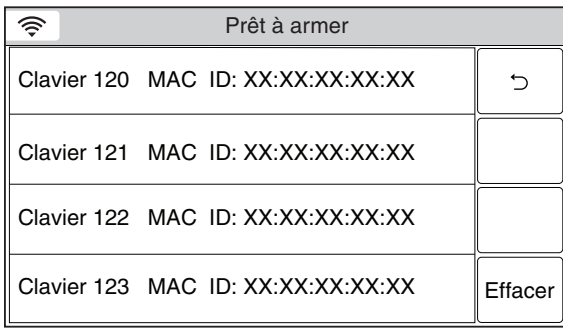 Prêt à armer
Clavier 120 MAC ID: XX:XX:XX:XX:XX
Clavier 121 MAC ID: XX:XX:XX:XX:XX
Clavier 122 MAC ID: XX:XX:XX:XX:XX
Clavier 123 MAC ID: XX:XX:XX:XX:XX
Effacer